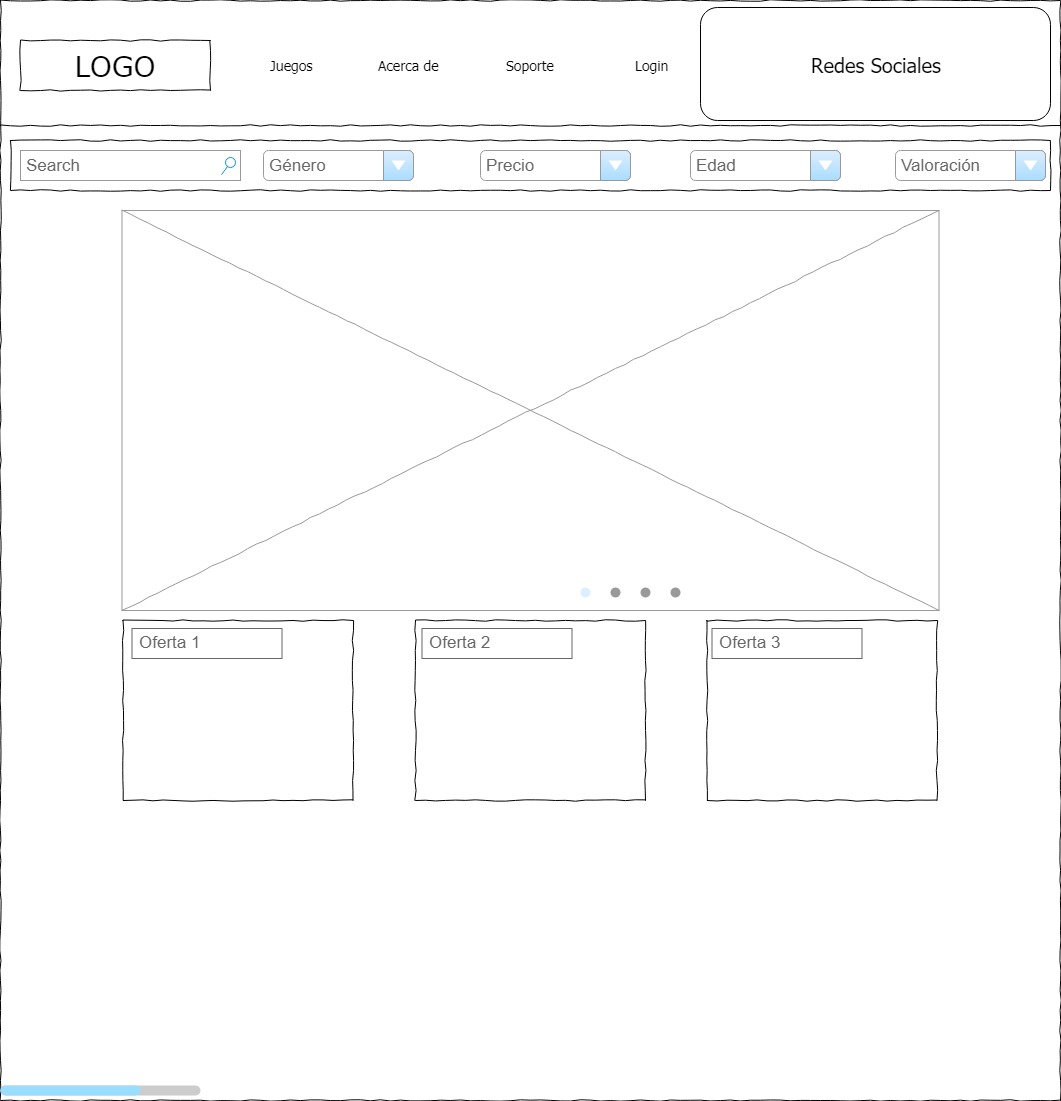 LOGO
Juegos
Acerca de
Soporte
Login
Redes Sociales
Search
Género
Precio
Edad
Valoración
Oferta 1
Oferta 2
Oferta 3